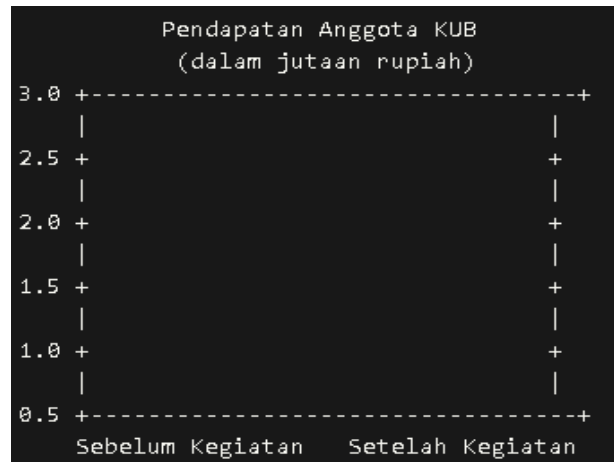 Pendapatan Anggota KUB
(dalam jutaan rupiah)
3.0 +----------------------------------+
|                                 |
2.5 +                                 +
|                                 |
2.0 +                                 +
|                                 |
1.5 +                                 +
|                                 |
1.0 +                                 +
|                                 |
0.5 +----------------------------------+
Sebelum Kegiatan   Setelah Kegiatan